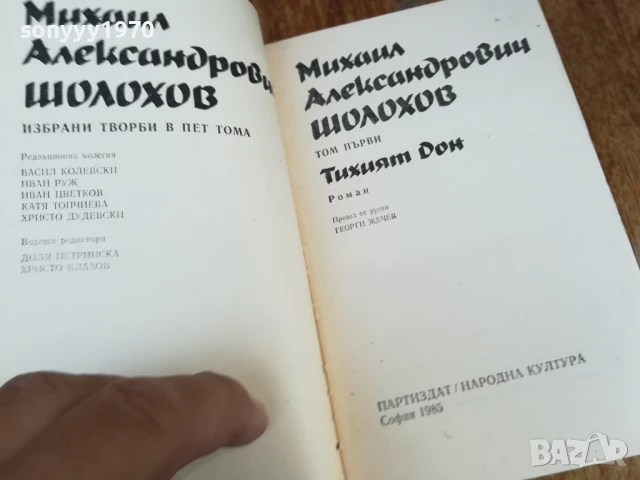 sonyyy1970
Михаил
Александрович
ШОЛОХОВ
ИЗБРАНИ ТВОРБИ В ПЕТ ТОМА
Редакционна колегия
ВАСИЛ КОЛЕВСКИ
ИВАН РУЖ
ИВАН ЦВЕТКОВ
КАТЯ ТОПЧИЕВА
ХРИСТО ДУДЕВСКИ
Водещи редактори
ДОЛЯ ПЕТРИНСКА
ХРИСТО ВЛАХОВ
Михаил
Александрович
ШОЛОХОВ
ТОМ ПЪРВИ
Тихият Дон
Роман
Превел от руски
ГЕОРГИ ЖЕЧЕВ
ПАРТИЗДАТ / НАРОДНА КУЛТУРА
София 1985
BAZAR
bg